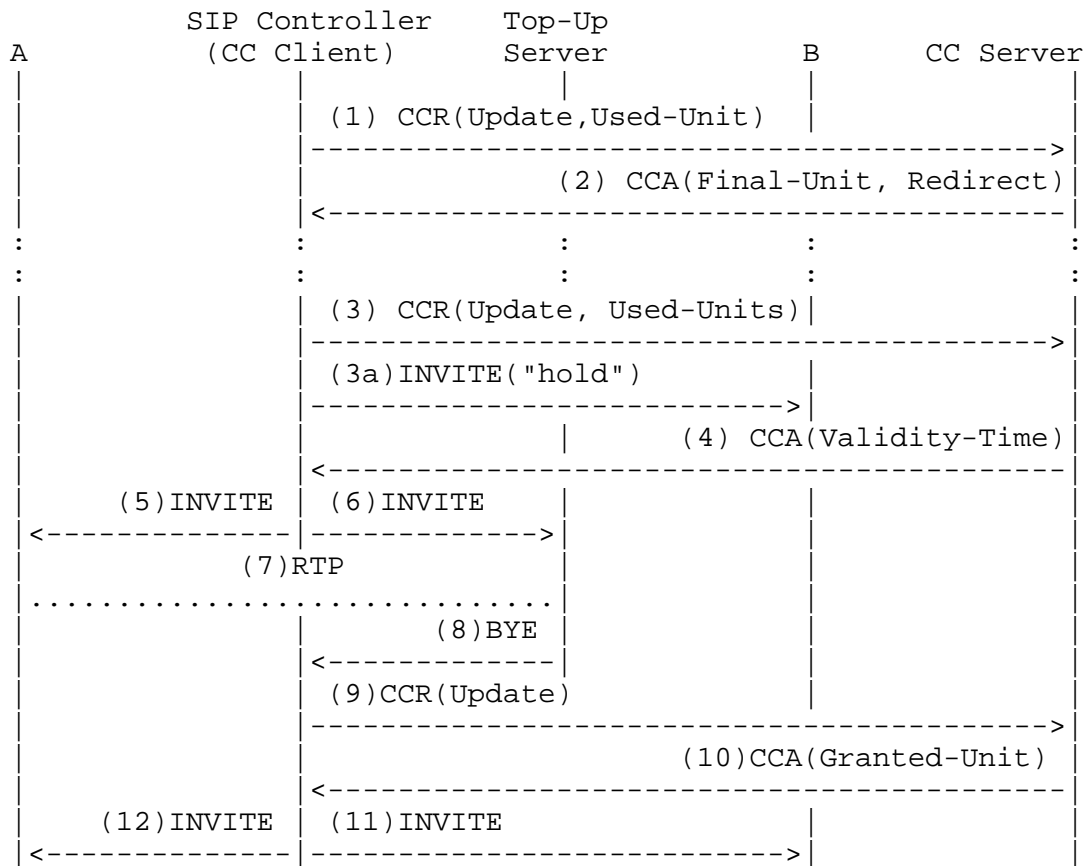 SIP Controller Top-Up
A (CC Client) Server B CC Server
(1) CCR(Update,Used-Unit)
(2) CCA(Final-Unit, Redirect)
: : : : :
: : : : :
(3) CCR(Update, Used-Units)
(3a)INVITE("hold")
(4) CCA(Validity-Time)
(5)INVITE (6)INVITE
(7)RTP
(8)BYE
(9)CCR(Update)
(10)CCA(Granted-Unit)
(12)INVITE (11)INVITE